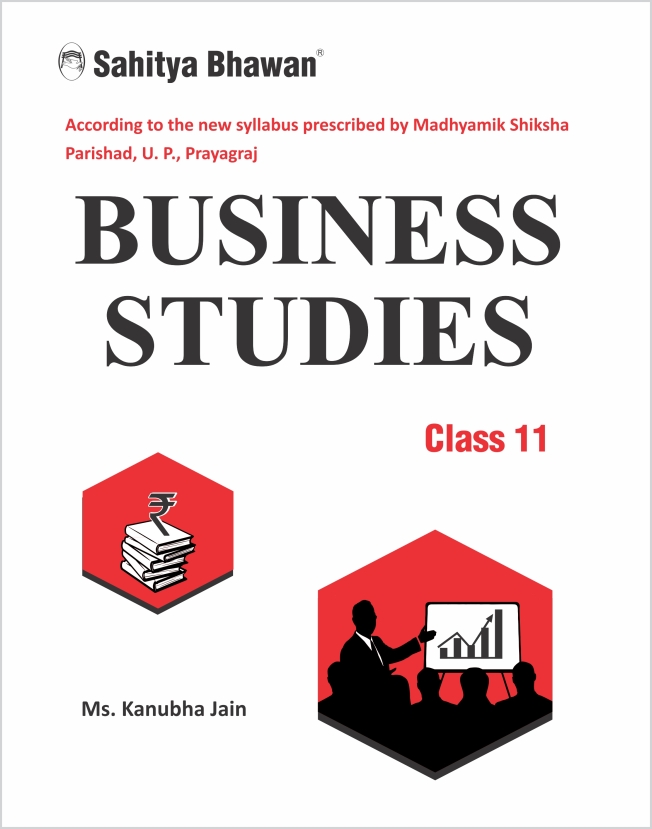 Sahitya Bhawan®
According to the new syllabus prescribed by Madhyamik Shiksha
Parishad, U. P., Prayagraj
BUSINESS
STUDIES
Class 11
₹
Ms. Kanubha Jain